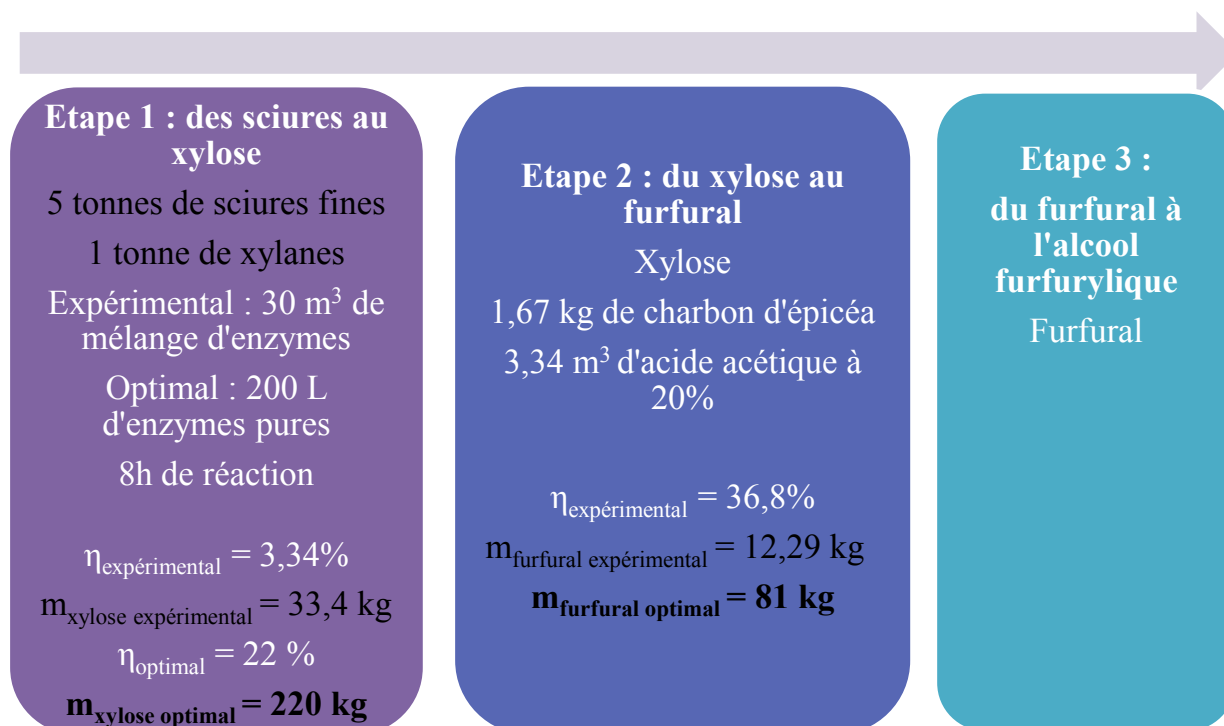 Etape 1 : des sciures au
xylose
5 tonnes de sciures fines
1 tonne de xylanes
Expérimental : 30 m³ de
mélange d'enzymes
Optimal : 200 L
d'enzymes pures
8h de réaction
ηexpérimental = 3,34%
mxylose expérimental = 33,4 kg
ηoptimal = 22 %
mxylose optimal = 220 kg
Etape 2 : du xylose au
furfural
Xylose
1,67 kg de charbon d'épicéa
3,34 m³ d'acide acétique à
20%
ηexpérimental = 36,8%
mfurfural expérimental = 12,29 kg
mfurfural optimal = 81 kg
Etape 3 :
du furfural à
l'alcool
furfurylique
Furfural